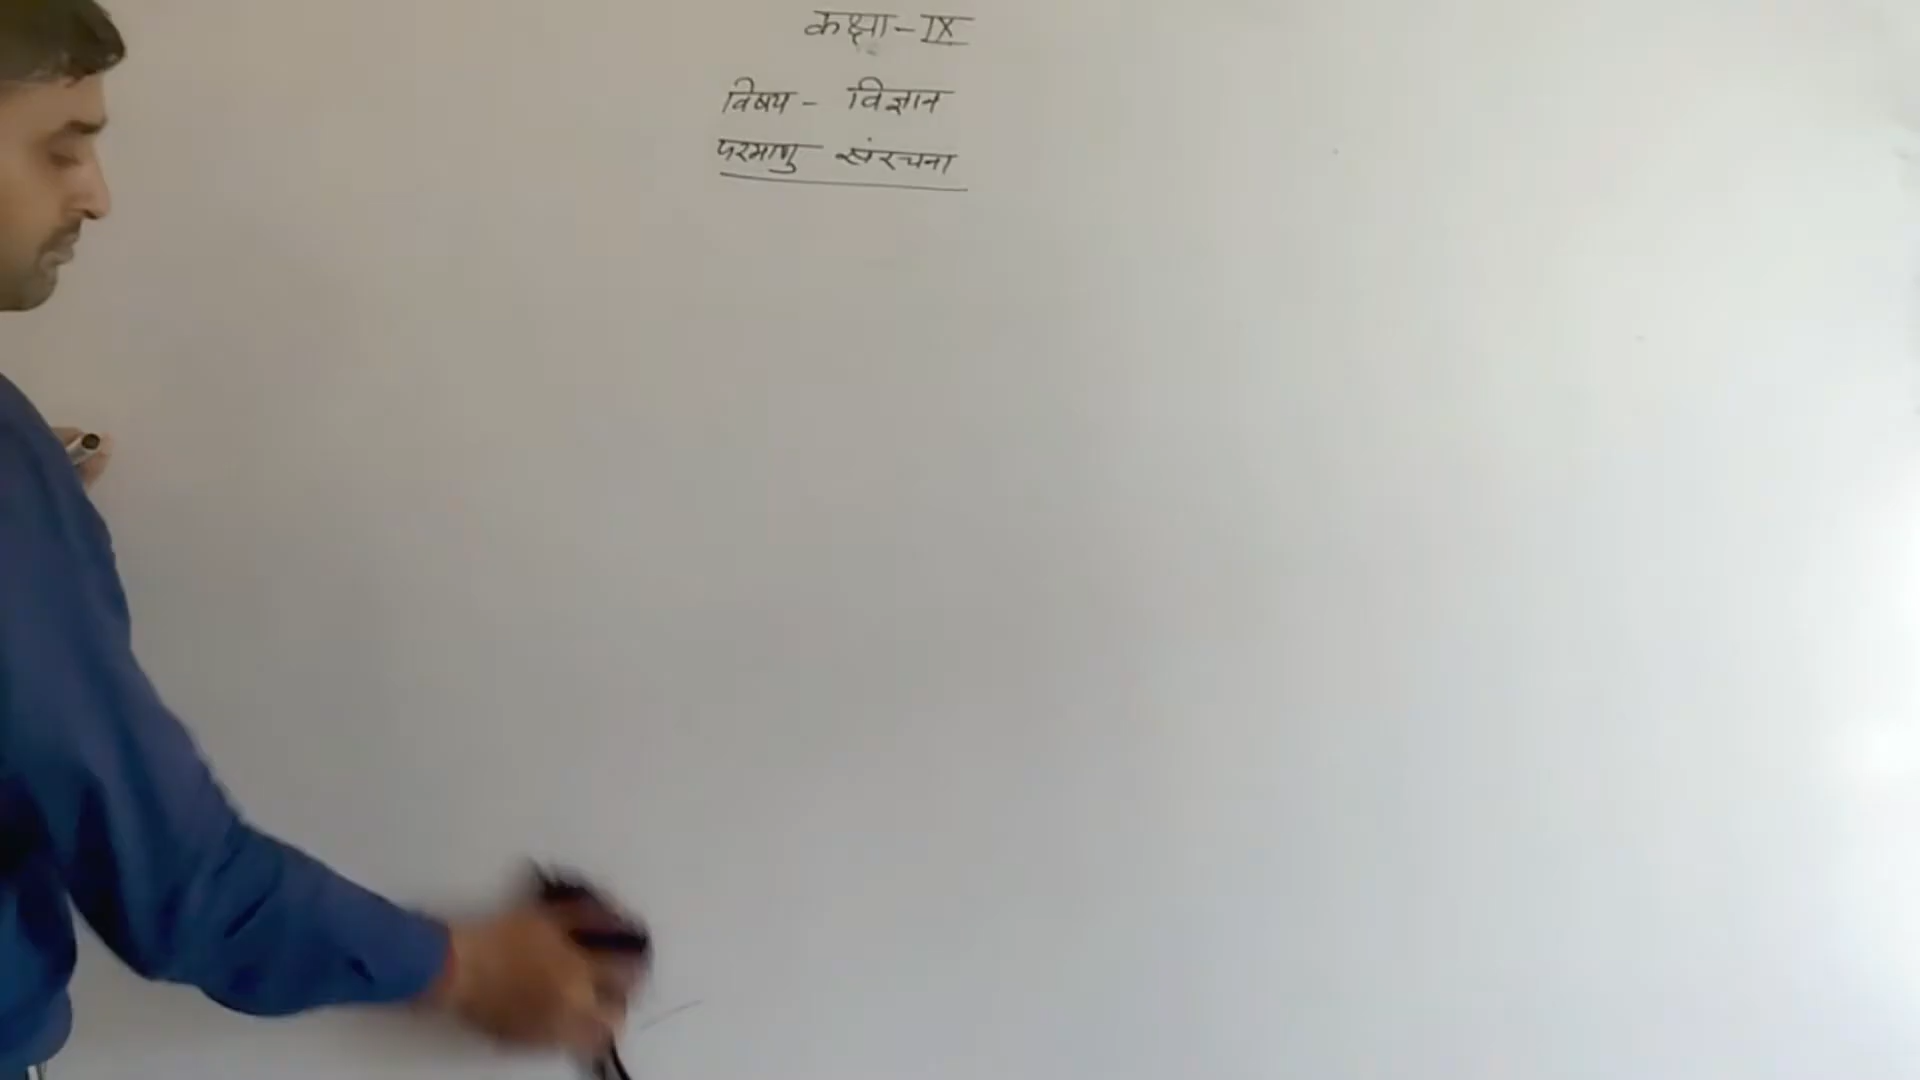 कक्षा - IX
विषय - विज्ञान
परमाणु संरचना